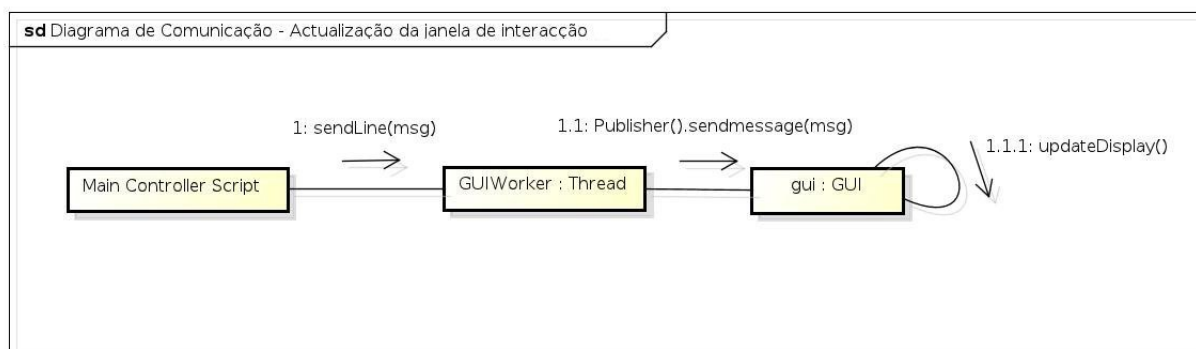 sd Diagrama de Comunicação - Actualização da janela de interacção
1: sendLine(msg)
1.1: Publisher().sendmessage(msg)
1.1.1: updateDisplay()
Main Controller Script
GUIWorker : Thread
gui : GUI